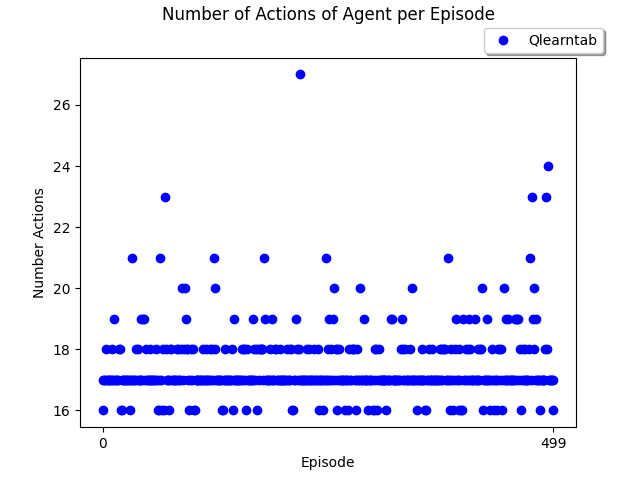 Number of Actions of Agent per Episode
Qlearntab
26
24
22
20
18
16
Number Actions
0
499
Episode